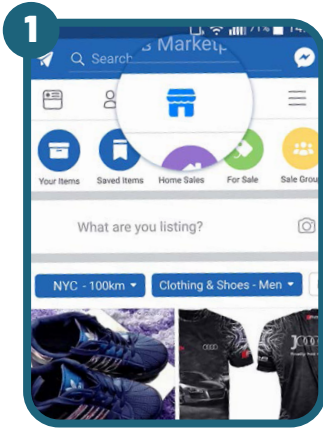 1
71%
Search
Marketp
Your Items
Saved Items
Home Sales
For Sale
Sale Grou
What are you listing?
NYC - 100km
Clothing & Shoes - Men